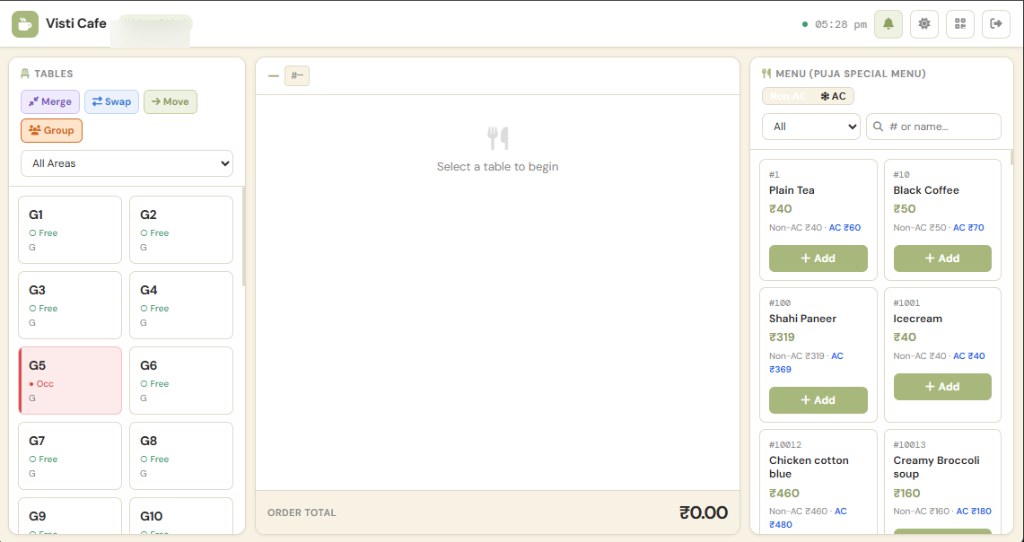 Visti Cafe
05:28 pm
TABLES
Merge
Swap
Move
Group
All Areas
G1
Free
G
G2
Free
G
G3
Free
G
G4
Free
G
G5
Occ
G
G6
Free
G
G7
Free
G
G8
Free
G
G9
Free
G10
Free
— #—
Select a table to begin
ORDER TOTAL ₹0.00
MENU (PUJA SPECIAL MENU)
Non AC AC
All
# or name...
#1
Plain Tea
₹40
Non-AC ₹40 · AC ₹60
+ Add
#10
Black Coffee
₹50
Non-AC ₹50 · AC ₹70
+ Add
#100
Shahi Paneer
₹319
Non-AC ₹319 · AC
₹369
+ Add
#1001
Icecream
₹40
Non-AC ₹40 · AC ₹40
+ Add
#10012
Chicken cotton
blue
₹460
Non-AC ₹460 · AC
₹480
#10013
Creamy Broccoli
soup
₹160
Non-AC ₹160 · AC ₹180